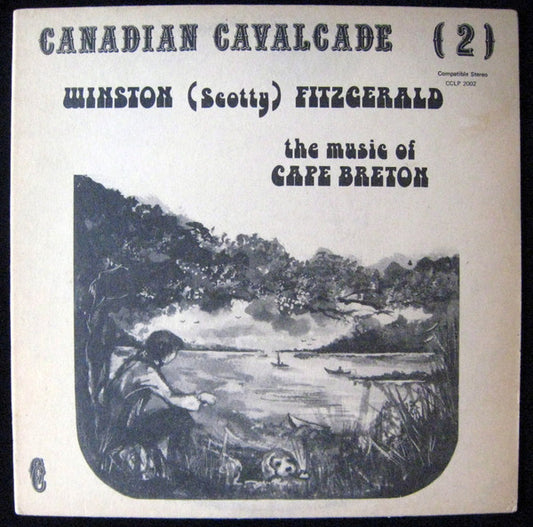 CANADIAN CAVALCADE (2)
Compatible Stereo
CCLP 2002
WINSTON (Scotty) FITZGERALD
the music of
CAPE BRETON
C